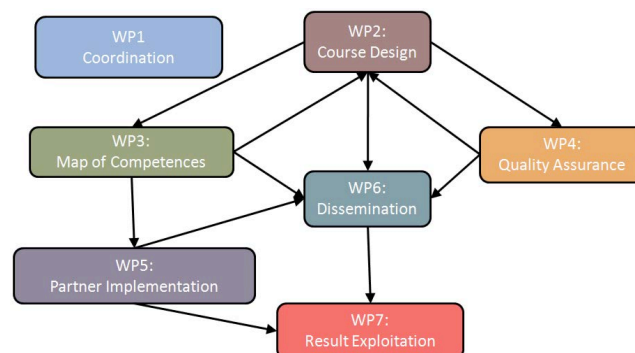 WP1
Coordination
WP2:
Course Design
WP3:
Map of Competences
WP4:
Quality Assurance
WP6:
Dissemination
WP5:
Partner Implementation
WP7:
Result Exploitation